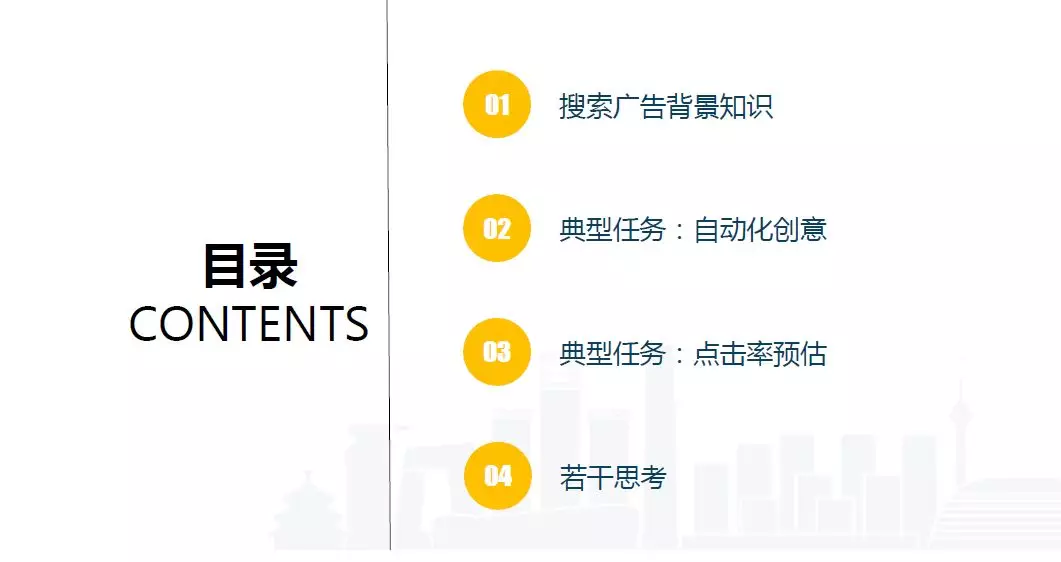 目录
CONTENTS
01 搜索广告背景知识
02 典型任务：自动化创意
03 典型任务：点击率预估
04 若干思考